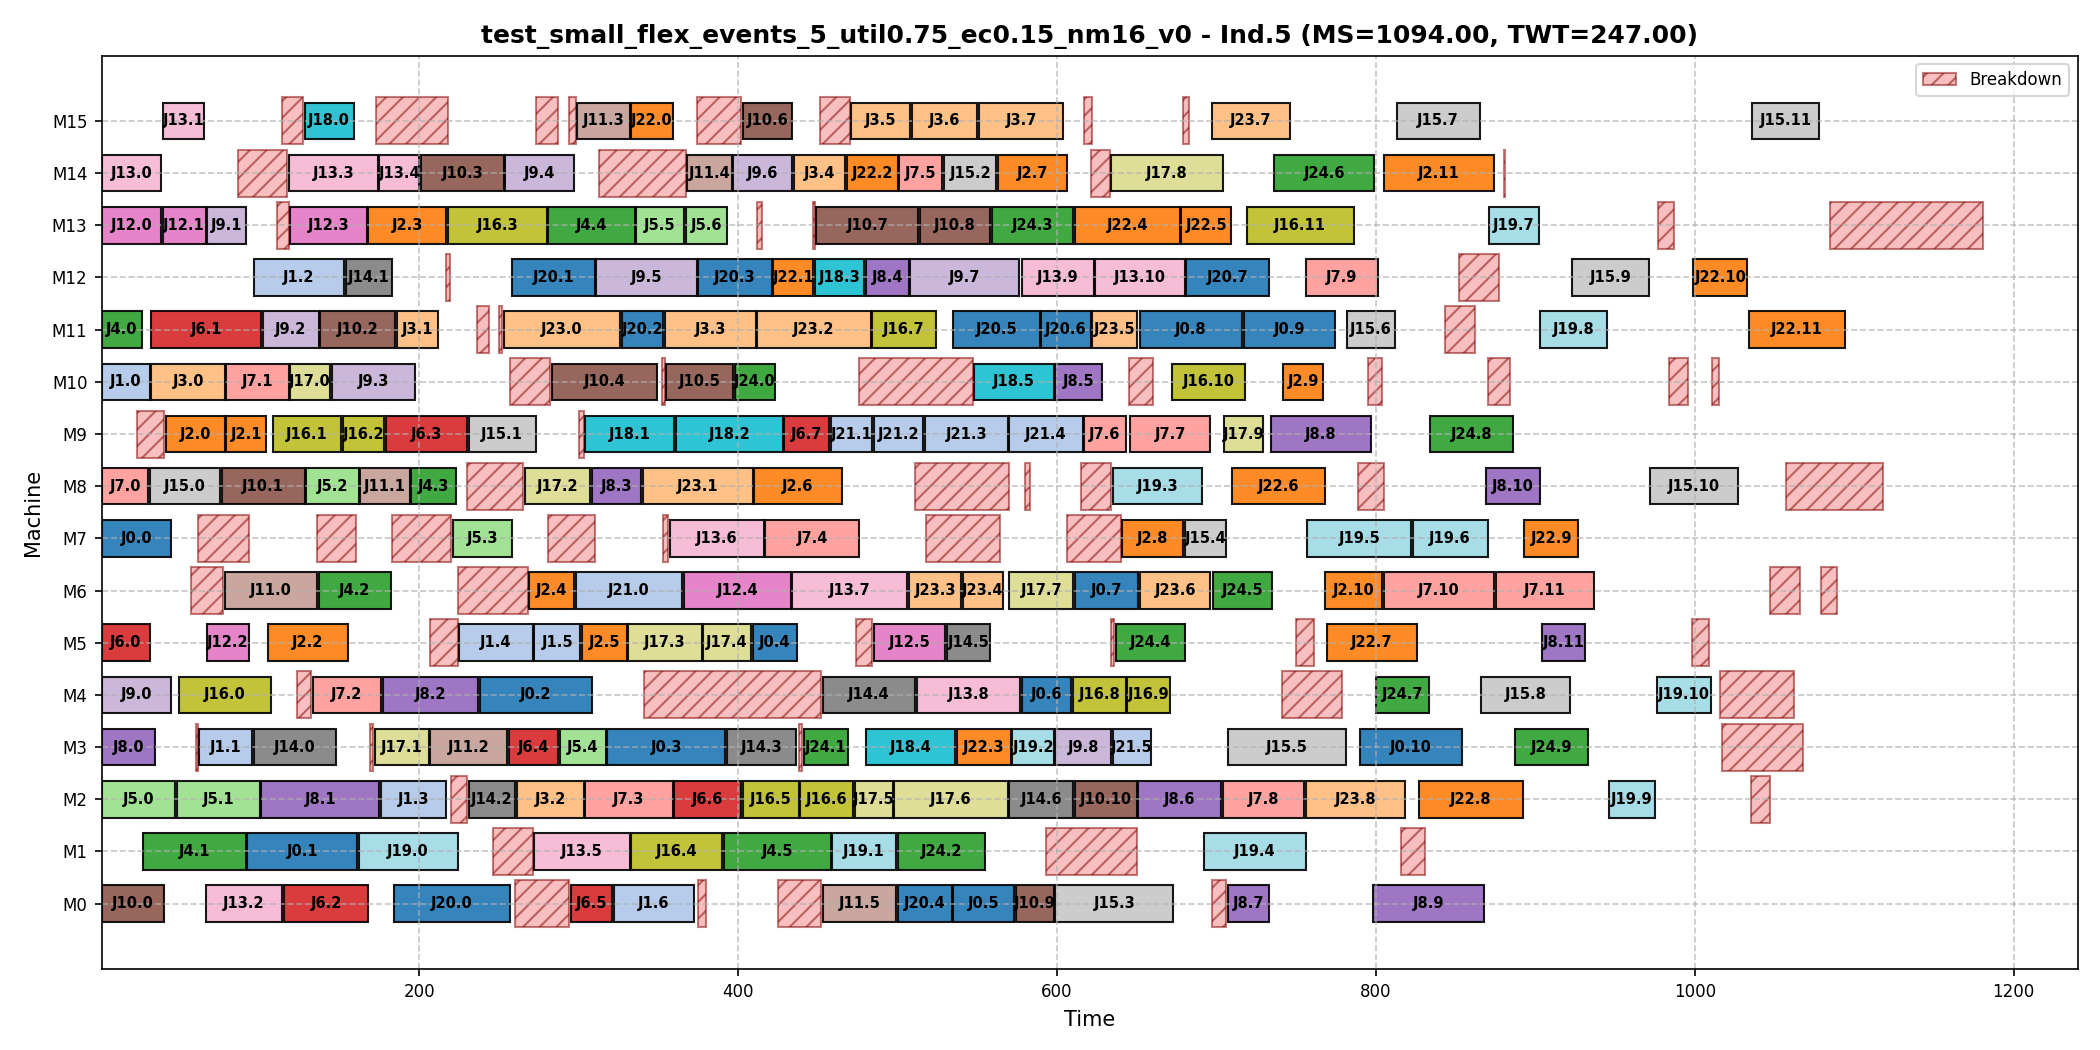 test_small_flex_events_5_util0.75_ec0.15_nm16_v0 - Ind.5 (MS=1094.00, TWT=247.00)
Breakdown
M15 J13.1 J18.0 J11.3 J22.0 J10.6 J3.5 J3.6 J3.7 J23.7 J15.7 J15.11
M14 J13.0 J13.3 J13.4 J10.3 J9.4 J11.4 J9.6 J3.4 J22.2 J7.5 J15.2 J2.7 J17.8 J24.6 J2.11
M13 J12.0 J12.1 J9.1 J12.3 J2.3 J16.3 J4.4 J5.5 J5.6 J10.7 J10.8 J24.3 J22.4 J22.5 J16.11 J19.7
M12 J1.2 J14.1 J20.1 J9.5 J20.3 J22.1 J18.3 J8.4 J9.7 J13.9 J13.10 J20.7 J7.9 J15.9 J22.10
M11 J4.0 J6.1 J9.2 J10.2 J3.1 J23.0 J20.2 J3.3 J23.2 J16.7 J20.5 J20.6 J23.5 J0.8 J0.9 J15.6 J19.8 J22.11
M10 J1.0 J3.0 J7.1 J17.0 J9.3 J10.4 J10.5 J24.0 J18.5 J8.5 J16.10 J2.9
M9 J2.0 J2.1 J16.1 J16.2 J6.3 J15.1 J18.1 J18.2 J6.7 J21.1 J21.2 J21.3 J21.4 J7.6 J7.7 J17.9 J8.8 J24.8
M8 J7.0 J15.0 J10.1 J5.2 J11.1 J4.3 J17.2 J8.3 J23.1 J2.6 J19.3 J22.6 J8.10 J15.10
M7 J0.0 J5.3 J13.6 J7.4 J2.8 J15.4 J19.5 J19.6 J22.9
M6 J11.0 J4.2 J2.4 J21.0 J12.4 J13.7 J23.3 J23.4 J17.7 J0.7 J23.6 J24.5 J2.10 J7.10 J7.11
M5 J6.0 J12.2 J2.2 J1.4 J1.5 J2.5 J17.3 J17.4 J0.4 J12.5 J14.5 J24.4 J22.7 J8.11
M4 J9.0 J16.0 J7.2 J8.2 J0.2 J14.4 J13.8 J0.6 J16.8 J16.9 J24.7 J15.8 J19.10
M3 J8.0 J1.1 J14.0 J17.1 J11.2 J6.4 J5.4 J0.3 J14.3 J24.1 J18.4 J22.3 J19.2 J9.8 J21.5 J15.5 J0.10 J24.9
M2 J5.0 J5.1 J8.1 J1.3 J14.2 J3.2 J7.3 J6.6 J16.5 J16.6 J17.5 J17.6 J14.6 J10.10 J8.6 J7.8 J23.8 J22.8 J19.9
M1 J4.1 J0.1 J19.0 J13.5 J16.4 J4.5 J19.1 J24.2 J19.4
M0 J10.0 J13.2 J6.2 J20.0 J6.5 J1.6 J11.5 J20.4 J0.5 J10.9 J15.3 J8.7 J8.9
200 400 600 800 1000 1200
Time
Machine